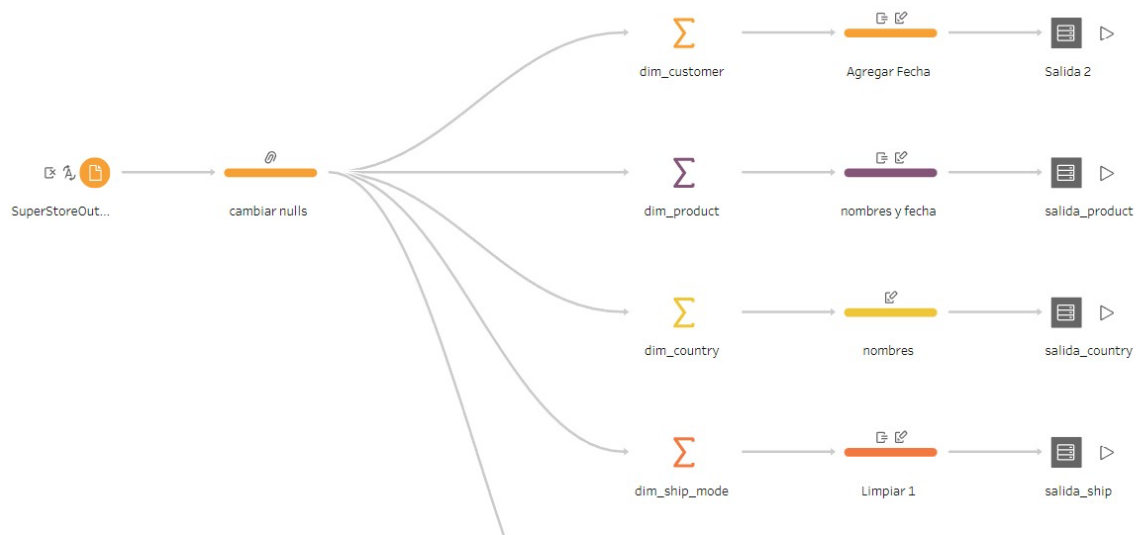 dim_customer
Agregar Fecha
Salida 2
SuperStoreOut...
cambiar nulls
dim_product
nombres y fecha
salida_product
dim_country
nombres
salida_country
dim_ship_mode
Limpiar 1
salida_ship